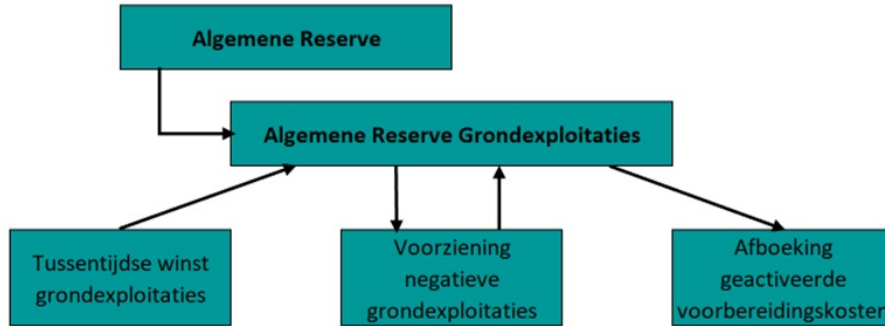 Algemene Reserve
Algemene Reserve Grondexploitaties
Tussentijdse winst
grondexploitaties
Voorziening
negatieve
grondexploitaties
Afboeking
geactiveerde
voorbereidingskosten